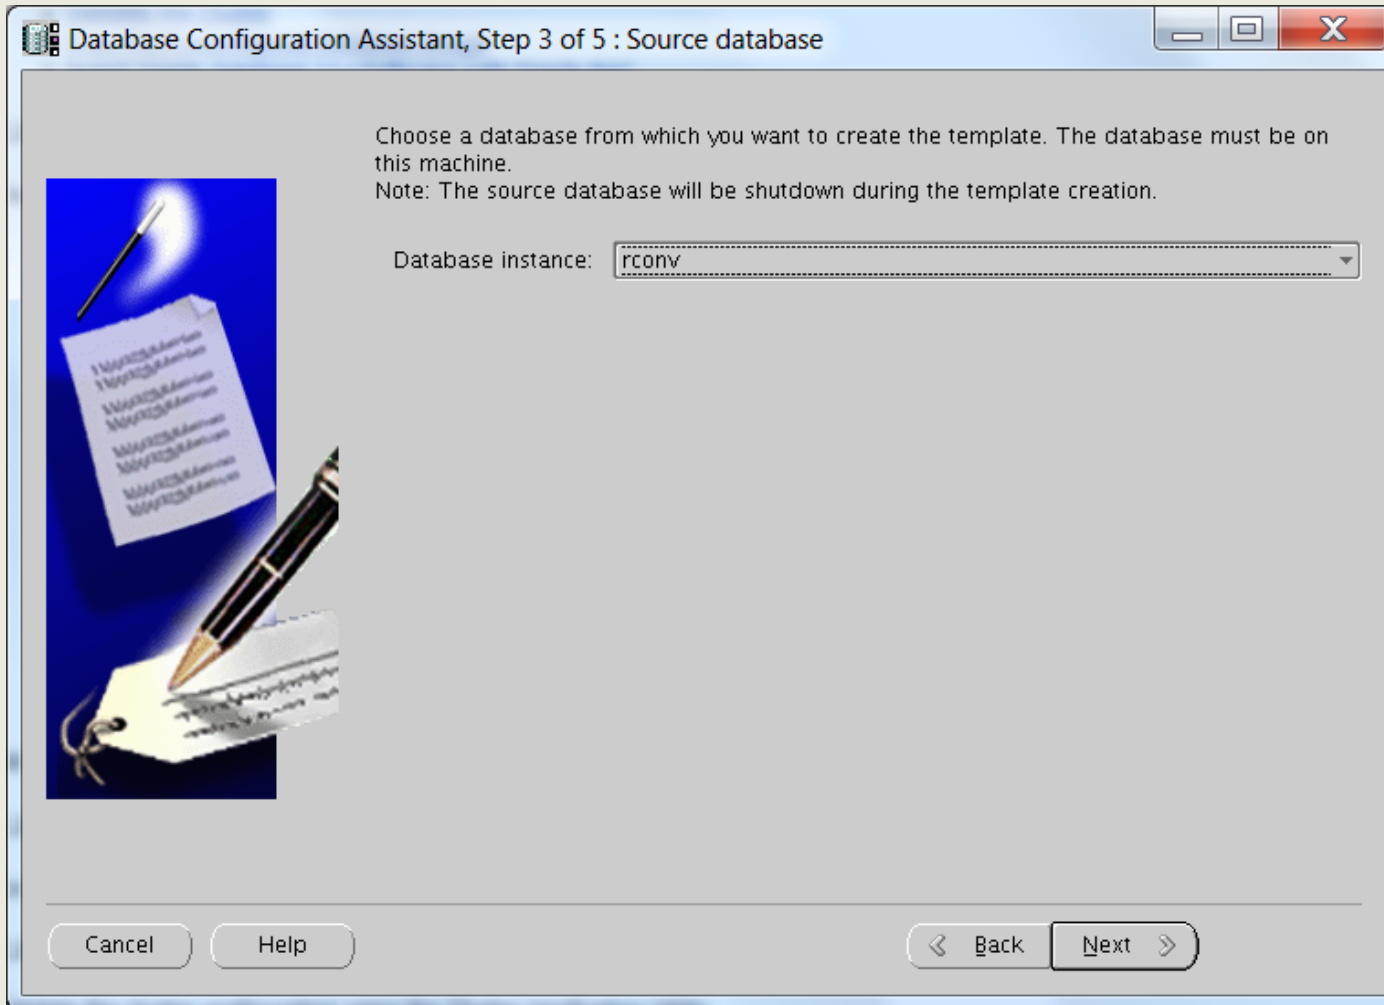 Database Configuration Assistant, Step 3 of 5 : Source database
Choose a database from which you want to create the template. The database must be on
this machine.
Note: The source database will be shutdown during the template creation.
Database instance: rconv
Cancel Help Back Next